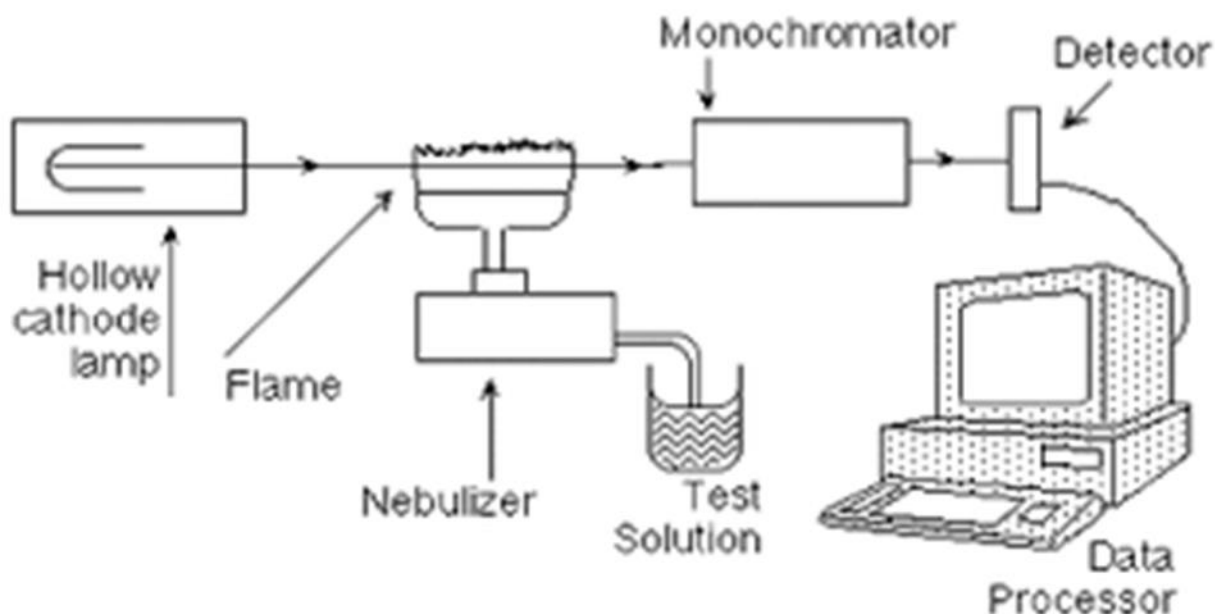 Monochromator
Detector
Hollow
cathode
lamp
Flame
Nebulizer
Test
Solution
Data
Processor